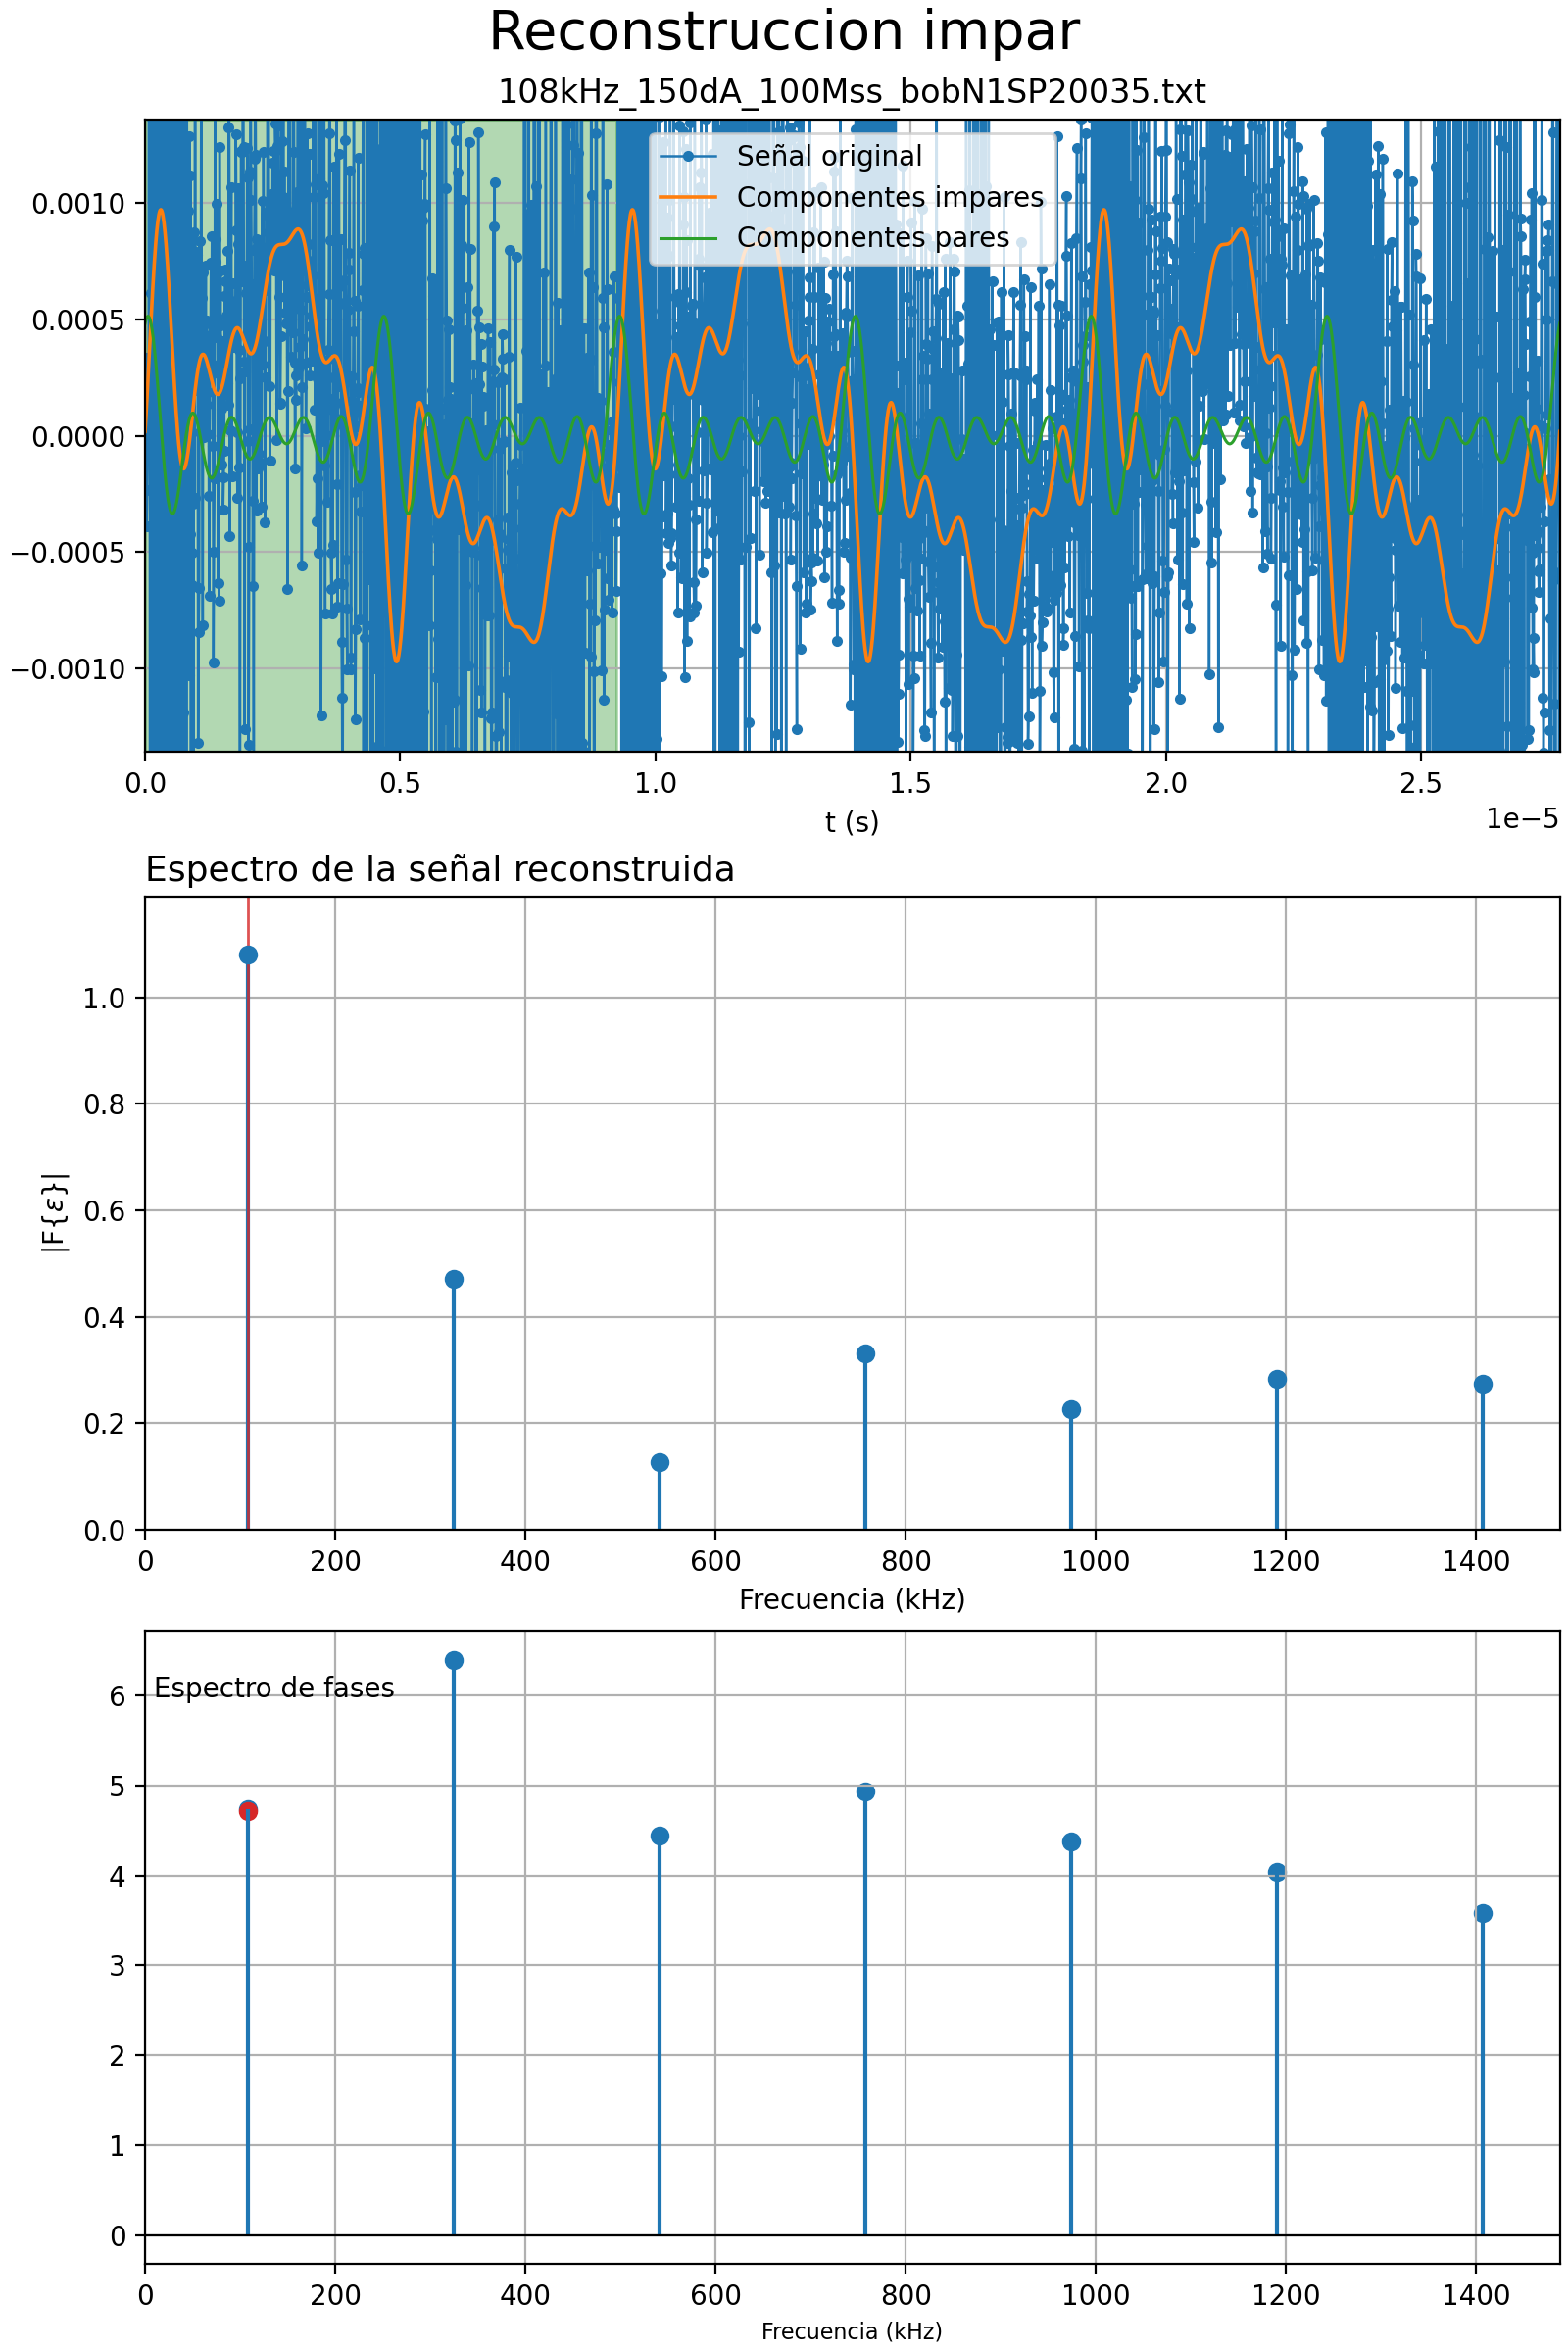 Reconstruccion impar
108kHz_150dA_100Mss_bobN1SP20035.txt
Señal original
Componentes impares
Componentes pares
0.0010
0.0005
0.0000
−0.0005
−0.0010
0.0 0.5 1.0 1.5 2.0 2.5
1e−5
t (s)
Espectro de la señal reconstruida
|F{ε}|
1.0
0.8
0.6
0.4
0.2
0.0
0 200 400 600 800 1000 1200 1400
Frecuencia (kHz)
Espectro de fases
6
5
4
3
2
1
0
0 200 400 600 800 1000 1200 1400
Frecuencia (kHz)